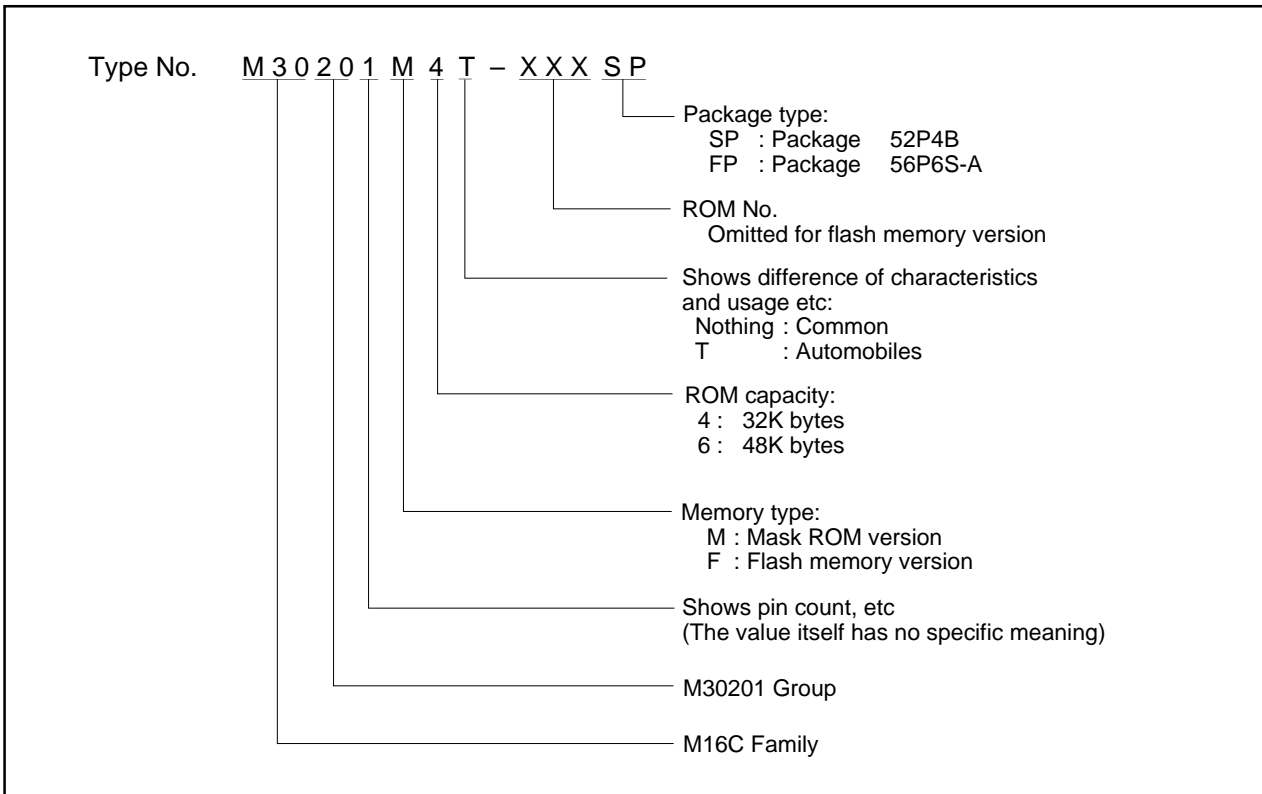 Type No. M 3 0 2 0 1 M 4 T – X X X S P
Package type:
SP : Package 52P4B
FP : Package 56P6S-A
ROM No.
Omitted for flash memory version
Shows difference of characteristics
and usage etc:
Nothing : Common
T : Automobiles
ROM capacity:
4 : 32K bytes
6 : 48K bytes
Memory type:
M : Mask ROM version
F : Flash memory version
Shows pin count, etc
(The value itself has no specific meaning)
M30201 Group
M16C Family